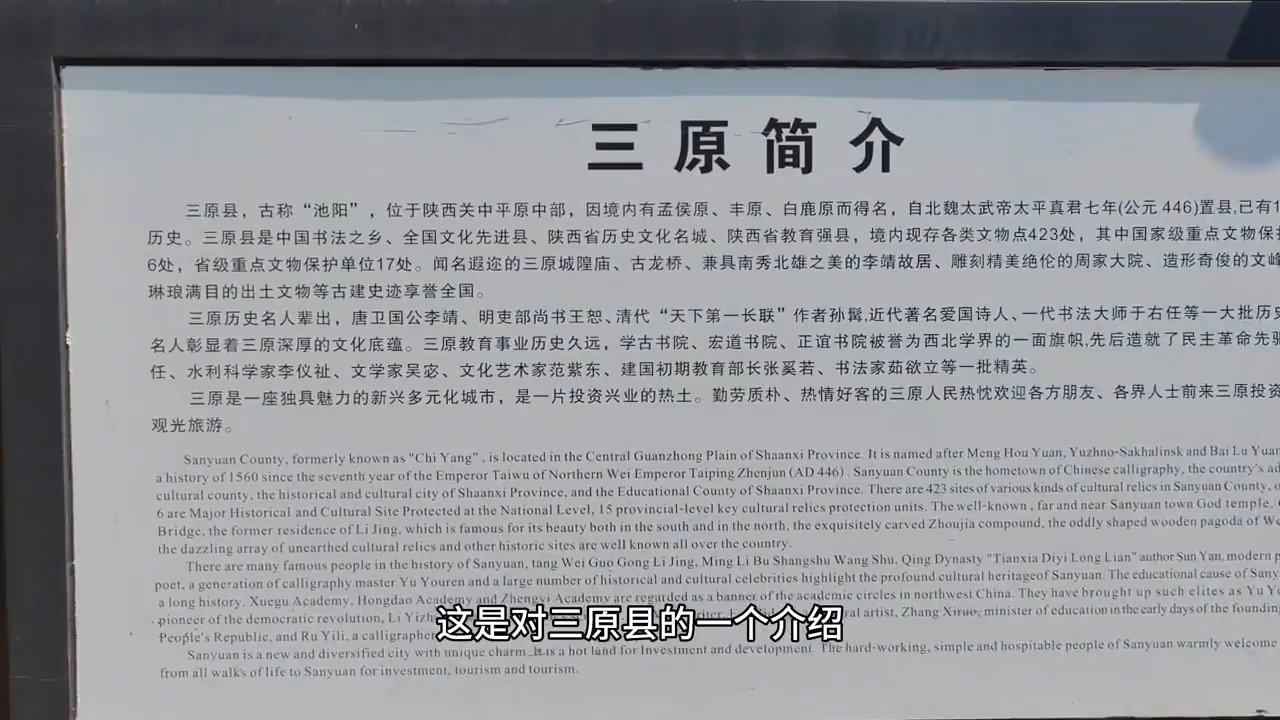 三原简介
三原县，古称“池阳”，位于陕西关中平原中部，因境内有孟侯原、丰原、白鹿原而得名，自北魏太武帝太平真君七年(公元 446)置县,已有1
历史。三原县是中国书法之乡、全国文化先进县、陕西省历史文化名城、陕西省教育强县，境内现存各类文物点423处，其中国家级重点文物保
6处，省级重点文物保护单位17处。闻名遐迩的三原城隍庙、古龙桥、兼具南秀北雄之美的李靖故居、雕刻精美绝伦的周家大院、造形奇俊的文峰
琳琅满目的出土文物等古建史迹享誉全国。
三原历史名人辈出，唐卫国公李靖、明吏部尚书王恕、清代“天下第一长联”作者孙髯,近代著名爱国诗人、一代书法大师于右任等一大批历史
名人彰显着三原深厚的文化底蕴。三原教育事业历史久远，学古书院、宏道书院、正谊书院被誉为西北学界的一面旗帜,先后造就了民主革命先驱
任、水利科学家李仪祉、文学家吴宓、文化艺术家范紫东、建国初期教育部长张奚若、书法家茹欲立等一批精英。
三原是一座独具魅力的新兴多元化城市，是一片投资兴业的热土。勤劳质朴、热情好客的三原人民热忱欢迎各方朋友、各界人士前来三原投资
观光旅游。
Sanyuan County, formerly known as "Chi Yang" , is located in the Central Guanzhong Plain of Shaanxi Province. It is named after Meng Hou Yuan, Yuzhno-Sakhalinsk and Bai Lu Yuan
a history of 1560 since the seventh year of the Emperor Taiwu of Northern Wei Emperor Taiping Zhenjun (AD 446) . Sanyuan County is the hometown of Chinese calligraphy, the country's ad
cultural county, the historical and cultural city of Shaanxi Province, and the Educational County of Shaanxi Province. There are 423 sites of various kinds of cultural relics in Sanyuan County,
6 are Major Historical and Cultural Site Protected at the National Level, 15 provincial-level key cultural relics protection units. The well-known , far and near Sanyuan town God temple,
Bridge, the former residence of Li Jing, which is famous for its beauty both in the south and in the north, the exquisitely carved Zhoujia compound, the oddly shaped wooden pagoda of We
the dazzling array of unearthed cultural relics and other historic sites are well known all over the country.
There are many famous people in the history of Sanyuan, tang Wei Guo Gong Li Jing, Ming Li Bu Shangshu Wang Shu, Qing Dynasty "Tianxia Diyi Long Lian" author Sun Yan, modern p
poet, a generation of calligraphy master Yu Youren and a large number of historical and cultural celebrities highlight the profound cultural heritageof Sanyuan. The educational cause of Sany
a long history. Xuegu Academy, Hongdao Academy and Zhengyi Academy are regarded as a banner of the academic circles in northwest China. They have brought up such elites as Yu Yo
pioneer of the democratic revolution, Li Yizh artist, Zhang Xiruo, minister of education in the early days of the foundin
People's Republic, and Ru Yili, a calligrapher
Sanyuan is a new and diversified city with unique charm. It is a hot land for Investment and development. The hard-working, simple and hospitable people of Sanyuan warmly welcome
from all walks of life to Sanyuan for investment, tourism and tourism.
这是对三原县的一个介绍